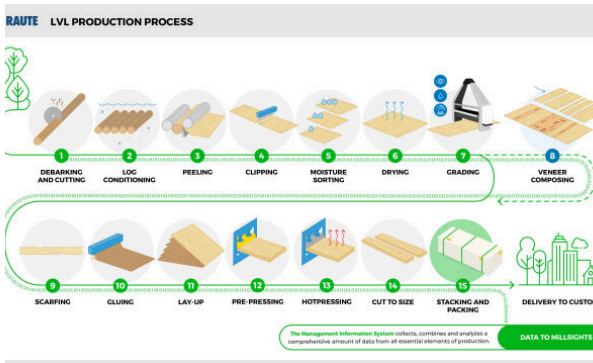 RAUTE LVL PRODUCTION PROCESS
1 2 3 4 5 6 7 8
DEBARKING
AND CUTTING
LOG
CONDITIONING
PEELING
CLIPPING
MOISTURE
SORTING
DRYING
GRADING
VENEER
COMPOSING
9 10 11 12 13 14 15
SCARFING
GLUING
LAY-UP
PRE-PRESSING
HOTPRESSING
CUT TO SIZE
STACKING AND
PACKING
DELIVERY TO CUSTO
The Management Information System collects, combines and analyzes a
comprehensive amount of data from all essential elements of production.
DATA TO MILLSIGHTS